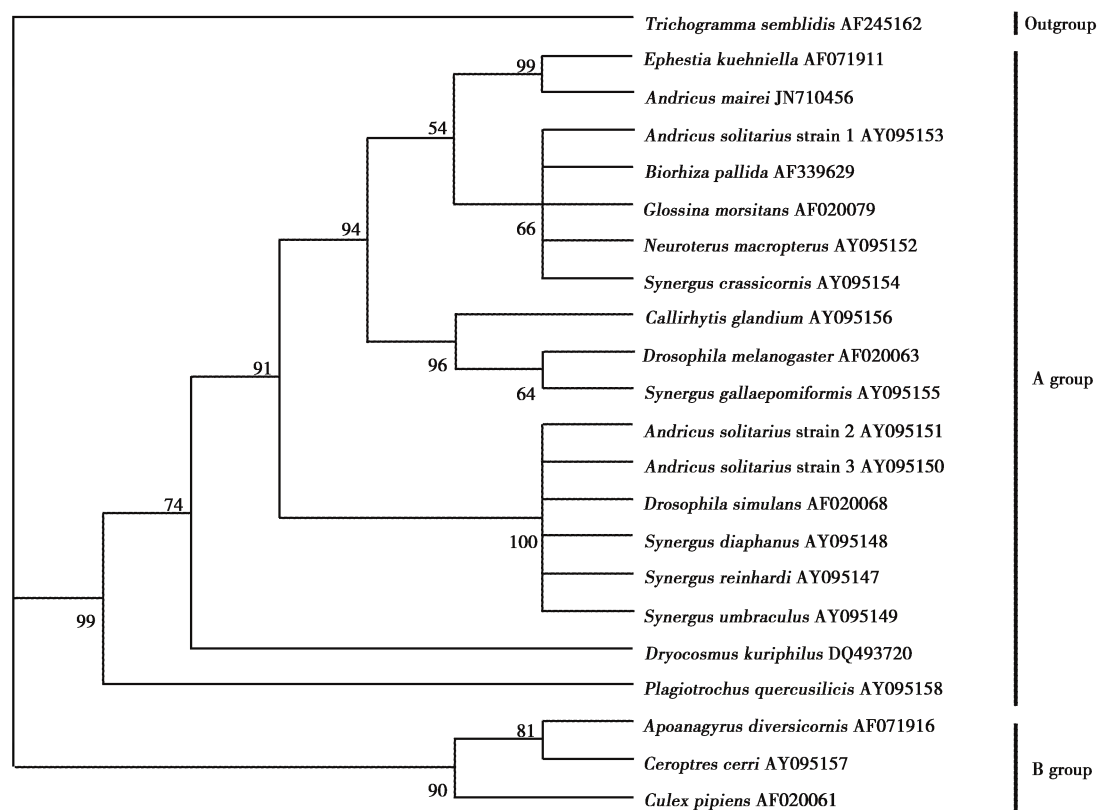 Trichogramma semblidis AF245162
Outgroup
Ephestia kuehniella AF071911
99
Andricus mairei JN710456
54
Andricus solitarius strain 1 AY095153
Biorhiza pallida AF339629
Glossina morsitans AF020079
66
94
Neuroterus macropterus AY095152
Synergus crassicornis AY095154
Callirhytis glandium AY095156
Drosophila melanogaster AF020063
96
91
A group
64
Synergus gallaepomiformis AY095155
Andricus solitarius strain 2 AY095151
Andricus solitarius strain 3 AY095150
74
Drosophila simulans AF020068
100
Synergus diaphanus AY095148
Synergus reinhardi AY095147
Synergus umbraculus AY095149
99
Dryocosmus kuriphilus DQ493720
Plagiotrochus quercusilicis AY095158
Apoanagyrus diversicornis AF071916
81
Ceroptres cerri AY095157
B group
90
Culex pipiens AF020061